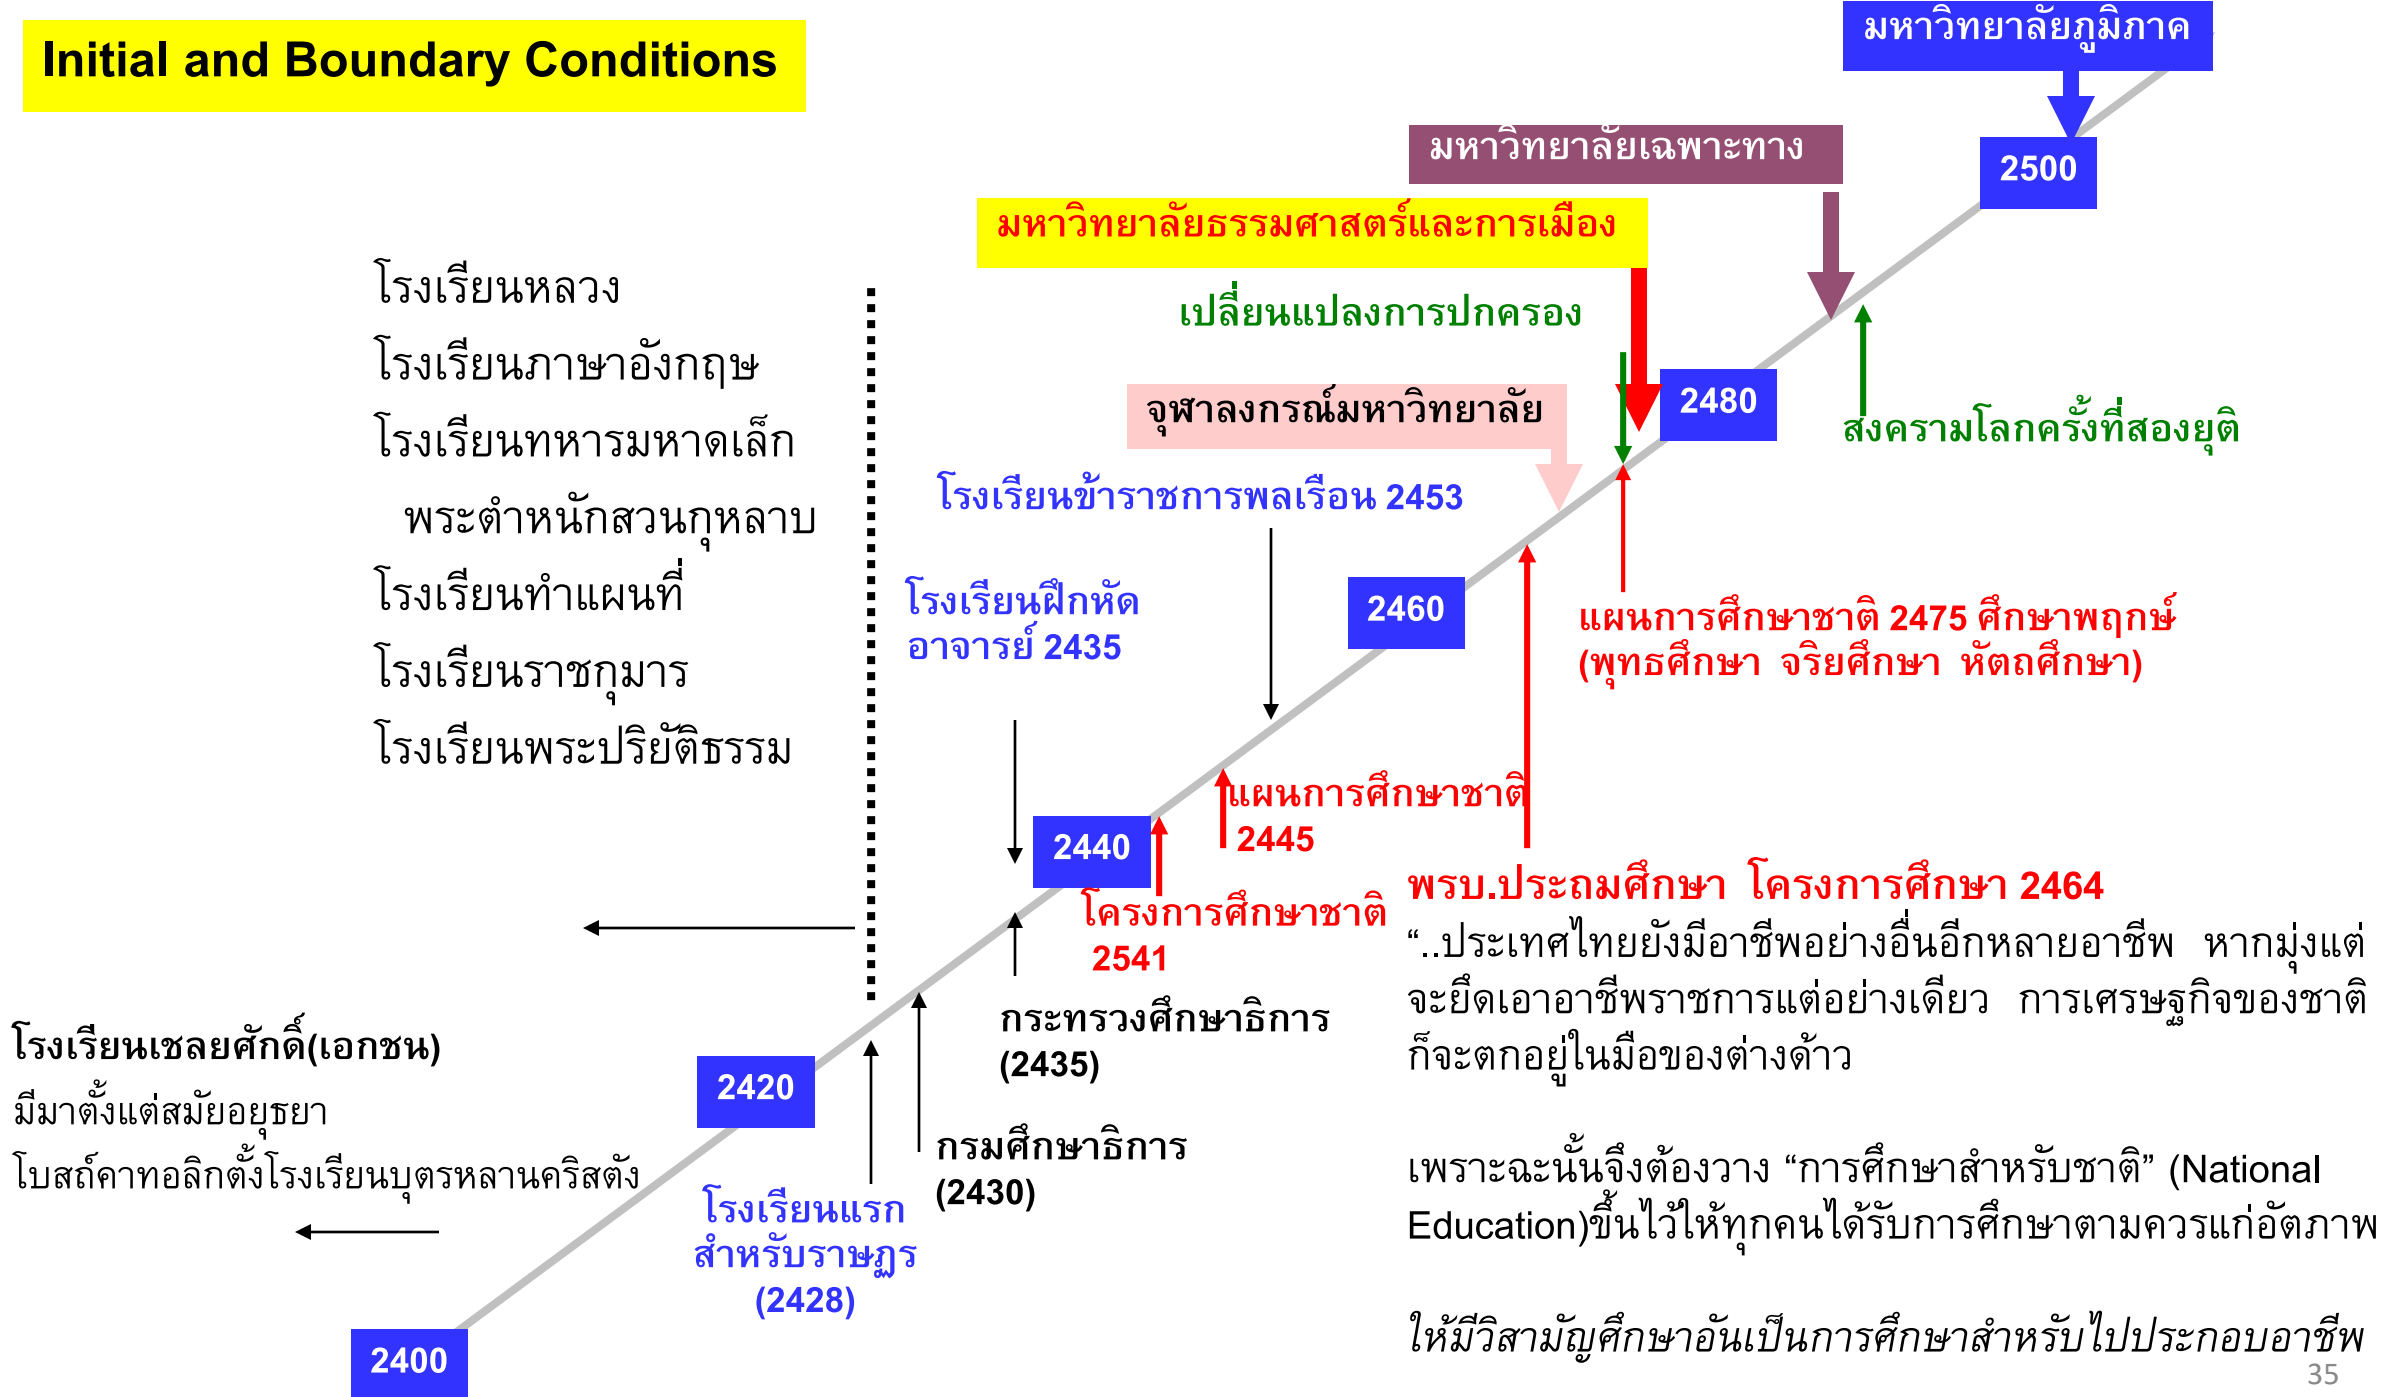 Initial and Boundary Conditions
มหาวิทยาลัยภูมิภาค
มหาวิทยาลัยเฉพาะทาง
2500
มหาวิทยาลัยธรรมศาสตร์และการเมือง
โรงเรียนหลวง
โรงเรียนภาษาอังกฤษ
โรงเรียนทหารมหาดเล็ก
พระตำหนักสวนกุหลาบ
โรงเรียนทำแผนที่
โรงเรียนราชกุมาร
โรงเรียนพระปริยัติธรรม
เปลี่ยนแปลงการปกครอง
2480
จุฬาลงกรณ์มหาวิทยาลัย
สงครามโลกครั้งที่สองยุติ
โรงเรียนข้าราชการพลเรือน 2453
โรงเรียนฝึกหัด
อาจารย์ 2435
2460
แผนการศึกษาชาติ 2475 ศึกษาพฤกษ์
(พุทธศึกษา จริยศึกษา หัตถศึกษา)
แผนการศึกษาชาติ
2445
2440
โครงการศึกษาชาติ
2541
พรบ.ประถมศึกษา โครงการศึกษา 2464
“..ประเทศไทยยังมีอาชีพอย่างอื่นอีกหลายอาชีพ หากมุ่งแต่
จะยึดเอาอาชีพราชการแต่อย่างเดียว การเศรษฐกิจของชาติ
ก็จะตกอยู่ในมือของต่างด้าว
เพราะฉะนั้นจึงต้องวาง “การศึกษาสำหรับชาติ” (National
Education)ขึ้นไว้ให้ทุกคนได้รับการศึกษาตามควรแก่อัตภาพ
ให้มีวิสามัญศึกษาอันเป็นการศึกษาสำหรับไปประกอบอาชีพ
กระทรวงศึกษาธิการ
(2435)
โรงเรียนเชลยศักดิ์(เอกชน)
มีมาตั้งแต่สมัยอยุธยา
โบสถ์คาทอลิกตั้งโรงเรียนบุตรหลานคริสตัง
2420
กรมศึกษาธิการ
(2430)
โรงเรียนแรก
สำหรับราษฎร
(2428)
2400
35